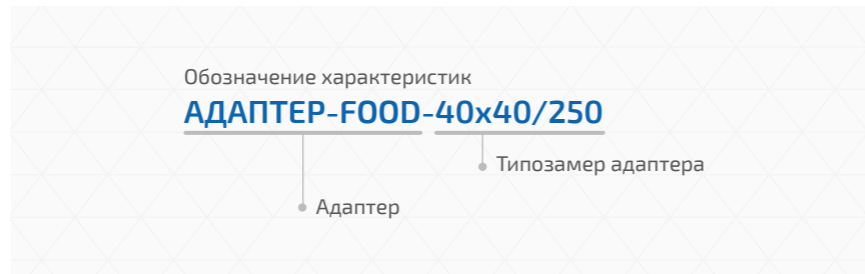 Обозначение характеристик
АДАПТЕР-FOOD-40x40/250
Типозамер адаптера
Адаптер